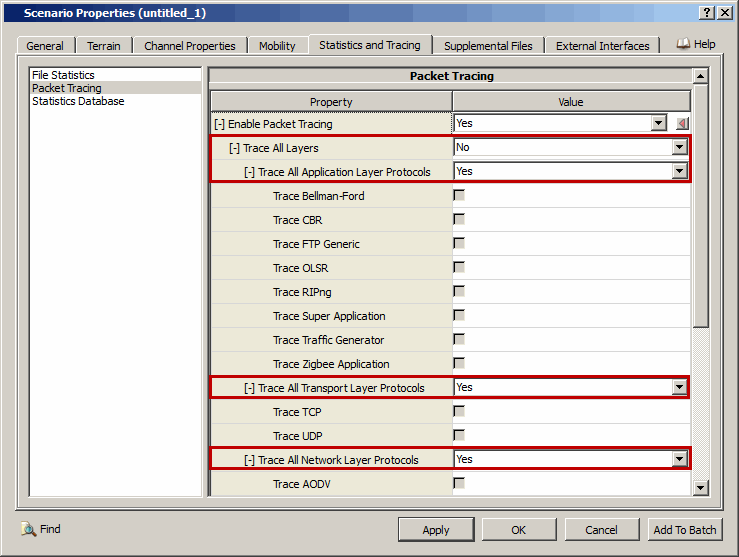 Scenario Properties (untitled_1)
General
Terrain
Channel Properties
Mobility
Statistics and Tracing
Supplemental Files
External Interfaces
Help
File Statistics
Packet Tracing
Statistics Database
Packet Tracing
Property Value
[-] Enable Packet Tracing Yes
[-] Trace All Layers No
[-] Trace All Application Layer Protocols Yes
Trace Bellman-Ford
Trace CBR
Trace FTP Generic
Trace OLSR
Trace RIPng
Trace Super Application
Trace Traffic Generator
Trace Zigbee Application
[-] Trace All Transport Layer Protocols Yes
Trace TCP
Trace UDP
[-] Trace All Network Layer Protocols Yes
Trace AODV
Find
Apply
OK
Cancel
Add To Batch